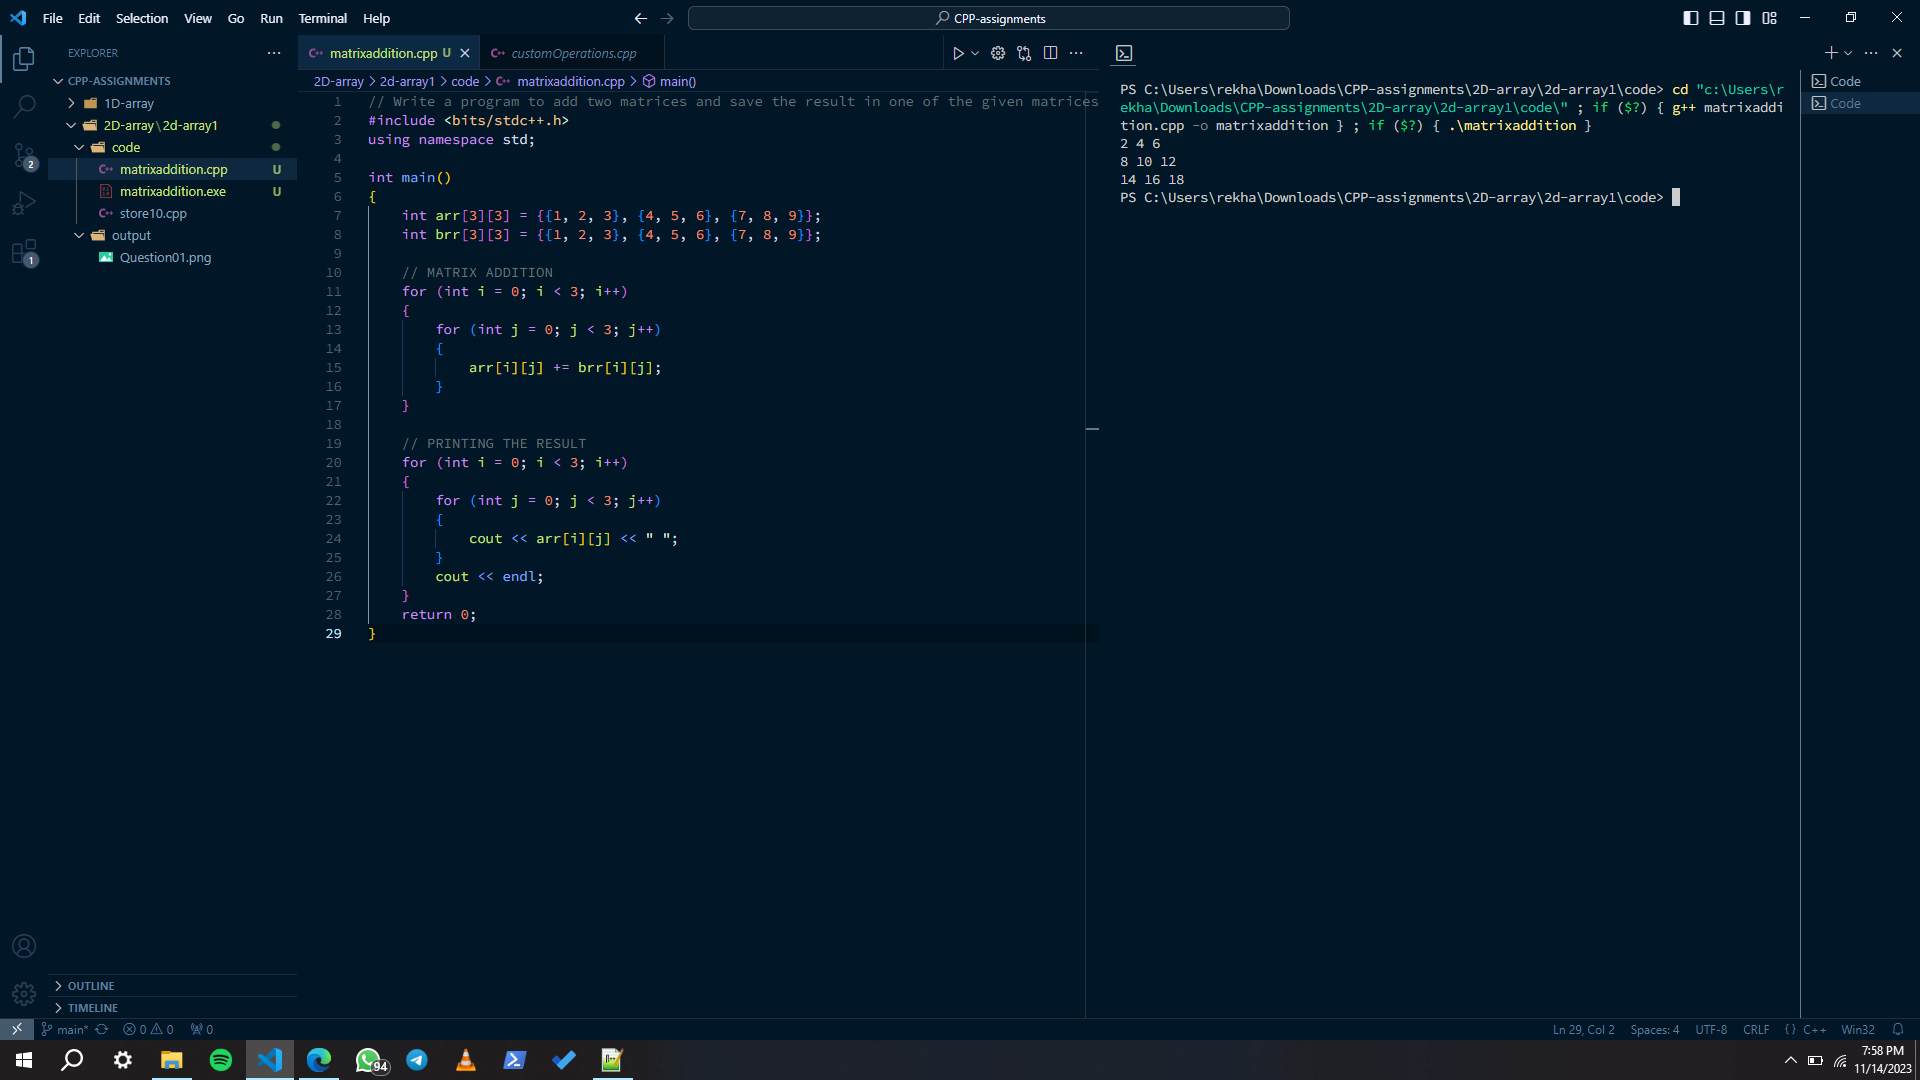 File Edit Selection View Go Run Terminal Help
CPP-assignments
EXPLORER
CPP-ASSIGNMENTS
1D-array
2D-array\2d-array1
code
matrixaddition.cpp U
matrixaddition.exe U
store10.cpp
output
Question01.png
OUTLINE
TIMELINE
2
1
matrixaddition.cpp U
customOperations.cpp
2D-array > 2d-array1 > code > matrixaddition.cpp > main()
1 // Write a program to add two matrices and save the result in one of the given matrices
2 #include <bits/stdc++.h>
3 using namespace std;
4
5 int main()
6 {
7 int arr[3][3] = {{1, 2, 3}, {4, 5, 6}, {7, 8, 9}};
8 int brr[3][3] = {{1, 2, 3}, {4, 5, 6}, {7, 8, 9}};
9
10 // MATRIX ADDITION
11 for (int i = 0; i < 3; i++)
12 {
13 for (int j = 0; j < 3; j++)
14 {
15 arr[i][j] += brr[i][j];
16 }
17 }
18
19 // PRINTING THE RESULT
20 for (int i = 0; i < 3; i++)
21 {
22 for (int j = 0; j < 3; j++)
23 {
24 cout << arr[i][j] << " ";
25 }
26 cout << endl;
27 }
28 return 0;
29 }
PS C:\Users\rekha\Downloads\CPP-assignments\2D-array\2d-array1\code> cd "c:\Users\r
ekha\Downloads\CPP-assignments\2D-array\2d-array1\code\" ; if ($?) { g++ matrixaddi
tion.cpp -o matrixaddition } ; if ($?) { .\matrixaddition }
2 4 6
8 10 12
14 16 18
PS C:\Users\rekha\Downloads\CPP-assignments\2D-array\2d-array1\code>
Code
Code
main* 0 0 0
Ln 29, Col 2 Spaces: 4 UTF-8 CRLF {} C++ Win32
94
7:58 PM
11/14/2023